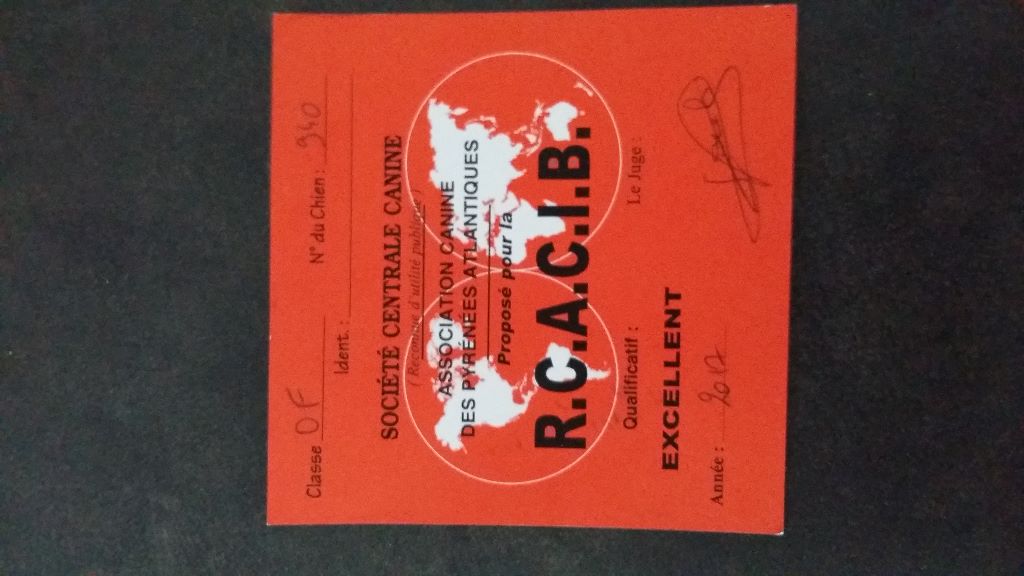 Classe OF N° du Chien : 940
Ident. :
SOCIÉTÉ CENTRALE CANINE
(Reconnue d'utilité publique)
ASSOCIATION CANINE
DES PYRÉNÉES ATLANTIQUES
Proposé pour la
R.C.A.C.I.B.
Qualificatif : Le Juge :
EXCELLENT
Année : 2017